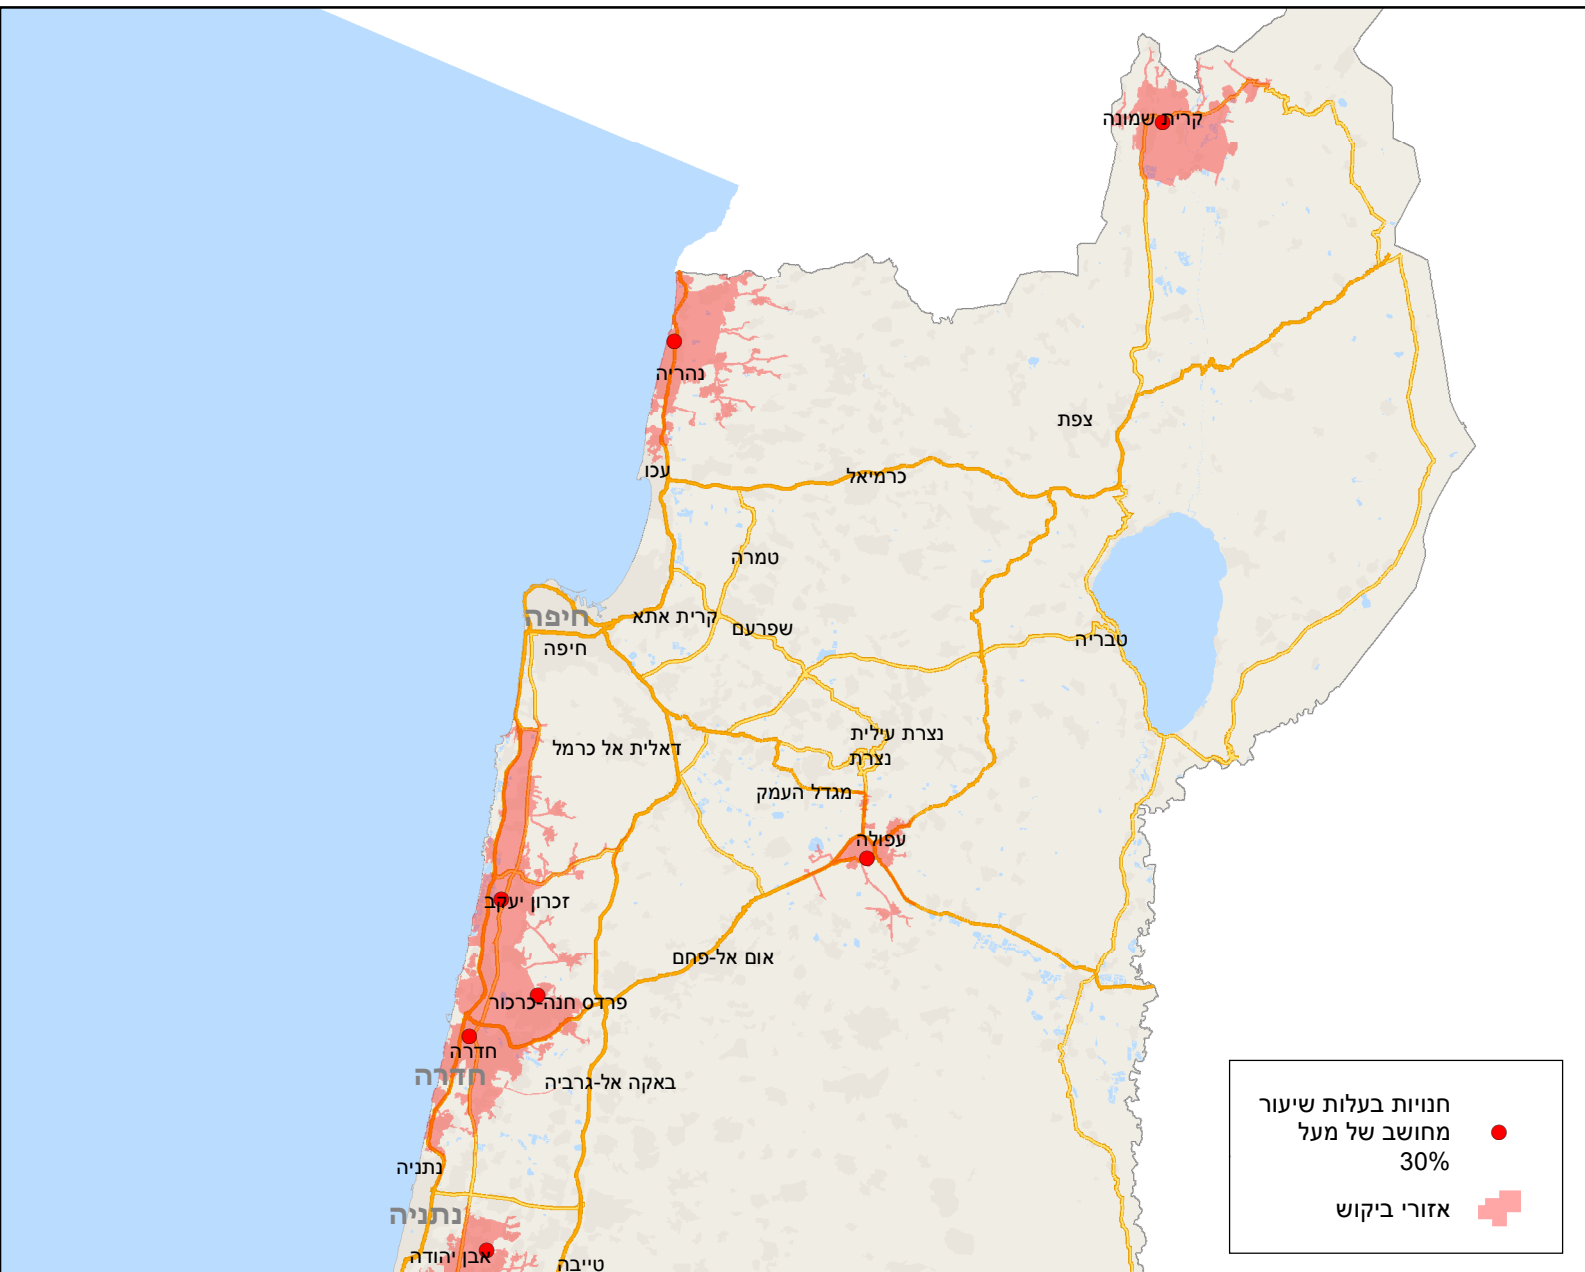 קרית שמונה
נהריה
צפת
עכו
כרמיאל
טמרה
חיפה
קרית אתא
שפרעם
חיפה
טבריה
נצרת עילית
דאלית אל כרמל
נצרת
מגדל העמק
עפולה
זכרון יעקב
אום אל-פחם
פרדס חנה-כרכור
חדרה
חדרה
באקה אל-גרביה
נתניה
נתניה
אבן יהודה
טייבה
חנויות בעלות שיעור
מחושב של מעל
30%
אזורי ביקוש